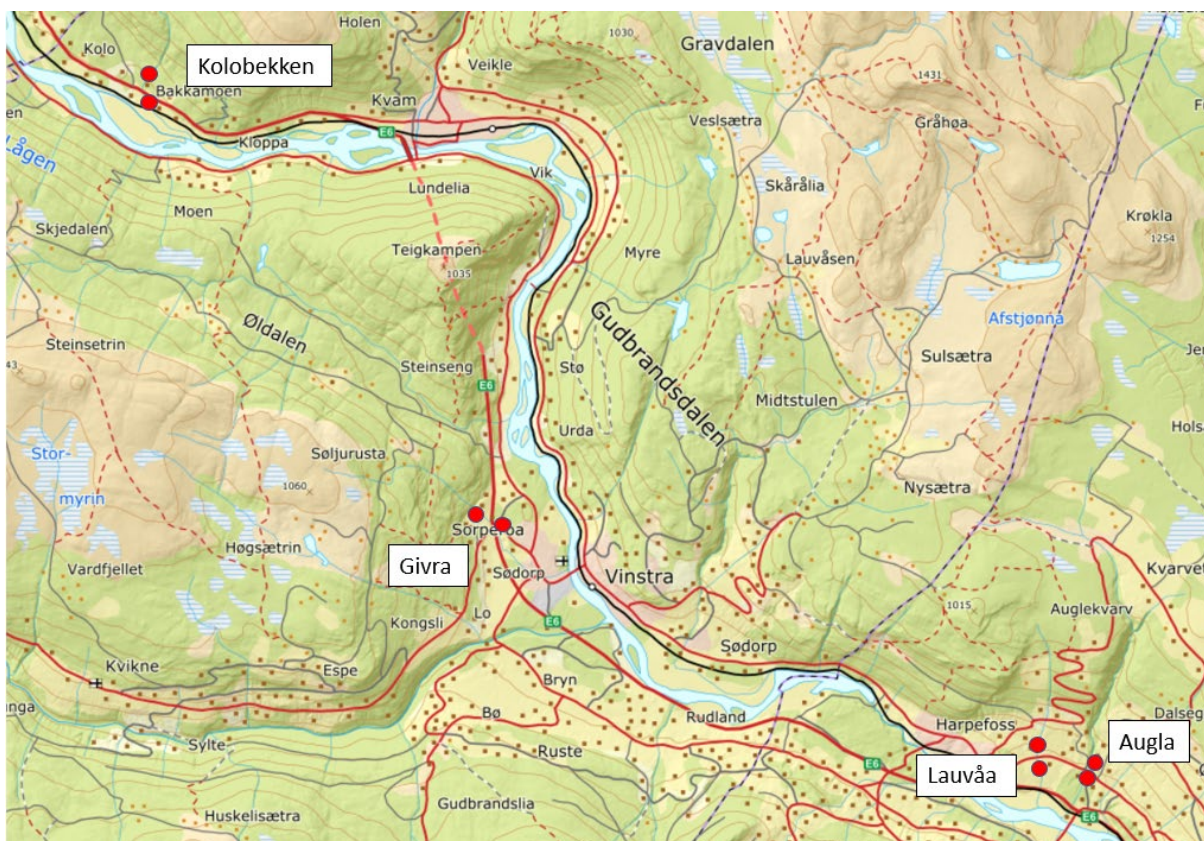 Holen
1030
Gravdalen
Kolo
Kolobekken
Veikle
1431
Bakkamoen
Kvam
Veslsætra
Gråhøa
Kloppa
E6
Lågen
Vik
Lundelia
Skårålia
Moen
Krøkla
Skjedalen
Teigkampen
Myre
1254
1035
Lauvåsen
Gudbrandsdalen
Øldalen
Afstjønna
Steinsetrin
Sulsætra
Steinseng
Stø
E6
Midtstulen
Urda
Stor-
Søljurusta
myrin
1060
Nysætra
Sorperoa
Høgsætrin
Givra
Vardfjellet
Sødorp
Vinstra
Kvarvet
Lo
1015
Auglekvarv
Kongsli
E6
Kvikne
Espe
Sødorp
Bryn
Bø
Rudland
Harpefoss
Dalseg
Sylte
Ruste
Augla
E6
Lauvåa
Gudbrandslia
Huskelisætra
E6